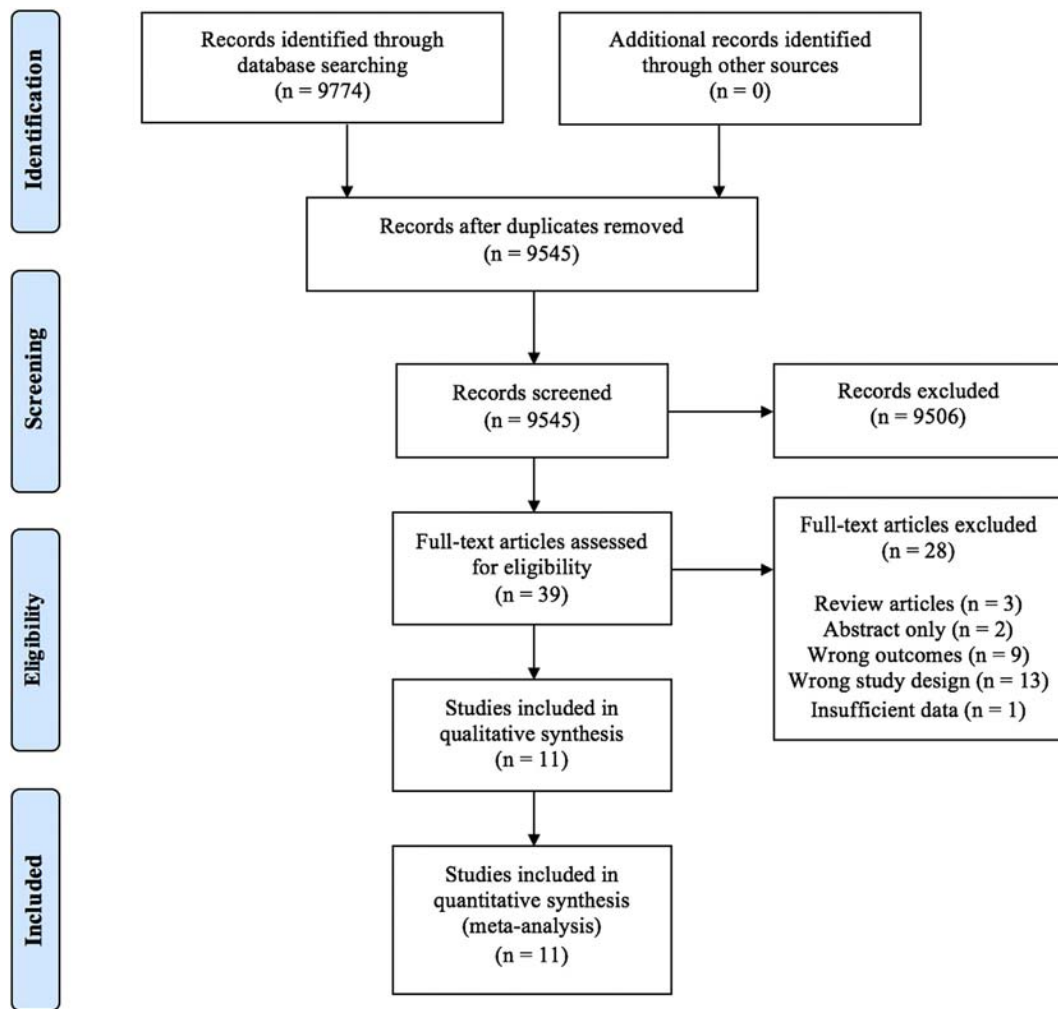 Identification
Records identified through
database searching
(n = 9774)
Additional records identified
through other sources
(n = 0)
Records after duplicates removed
(n = 9545)
Screening
Records screened
(n = 9545)
Records excluded
(n = 9506)
Eligibility
Full-text articles assessed
for eligibility
(n = 39)
Full-text articles excluded
(n = 28)
Review articles (n = 3)
Abstract only (n = 2)
Wrong outcomes (n = 9)
Wrong study design (n = 13)
Insufficient data (n = 1)
Studies included in
qualitative synthesis
(n = 11)
Included
Studies included in
quantitative synthesis
(meta-analysis)
(n = 11)